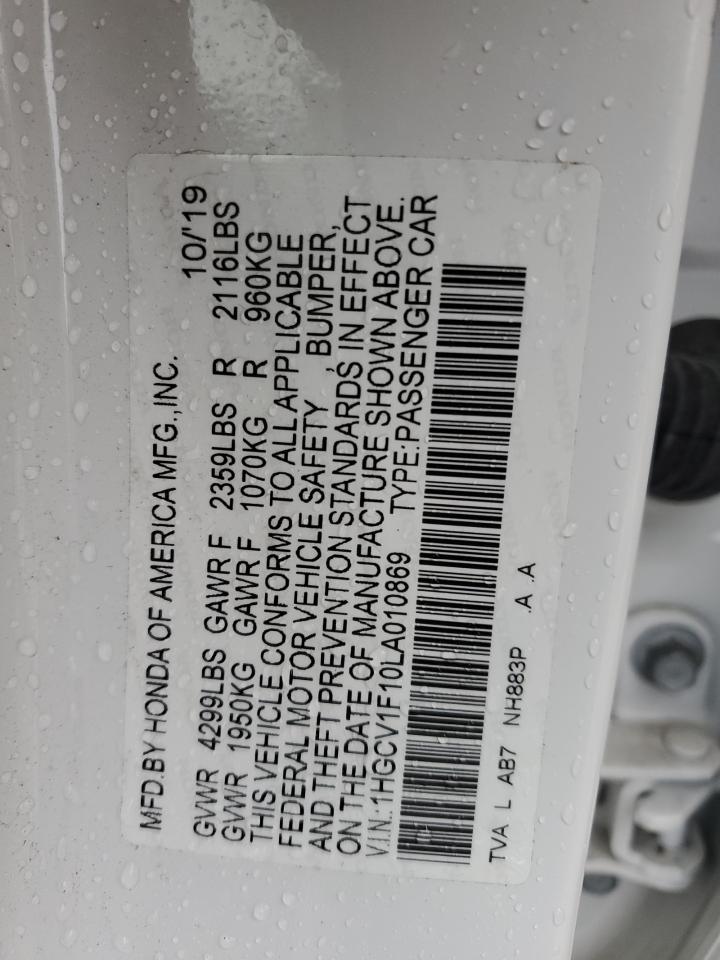 MFD.BY HONDA OF AMERICA MFG.,INC. 10/'19
GVWR 4299LBS GAWR F 2359LBS R 2116LBS
GVWR 1950KG GAWR F 1070KG R 960KG
THIS VEHICLE CONFORMS TO ALL APPLICABLE
FEDERAL MOTOR VEHICLE SAFETY , BUMPER,
AND THEFT PREVENTION STANDARDS IN EFFECT
ON THE DATE OF MANUFACTURE SHOWN ABOVE.
V.I.N.:1HGCV1F10LA010869 TYPE:PASSENGER CAR
TVA L AB7 NH883P .A .A